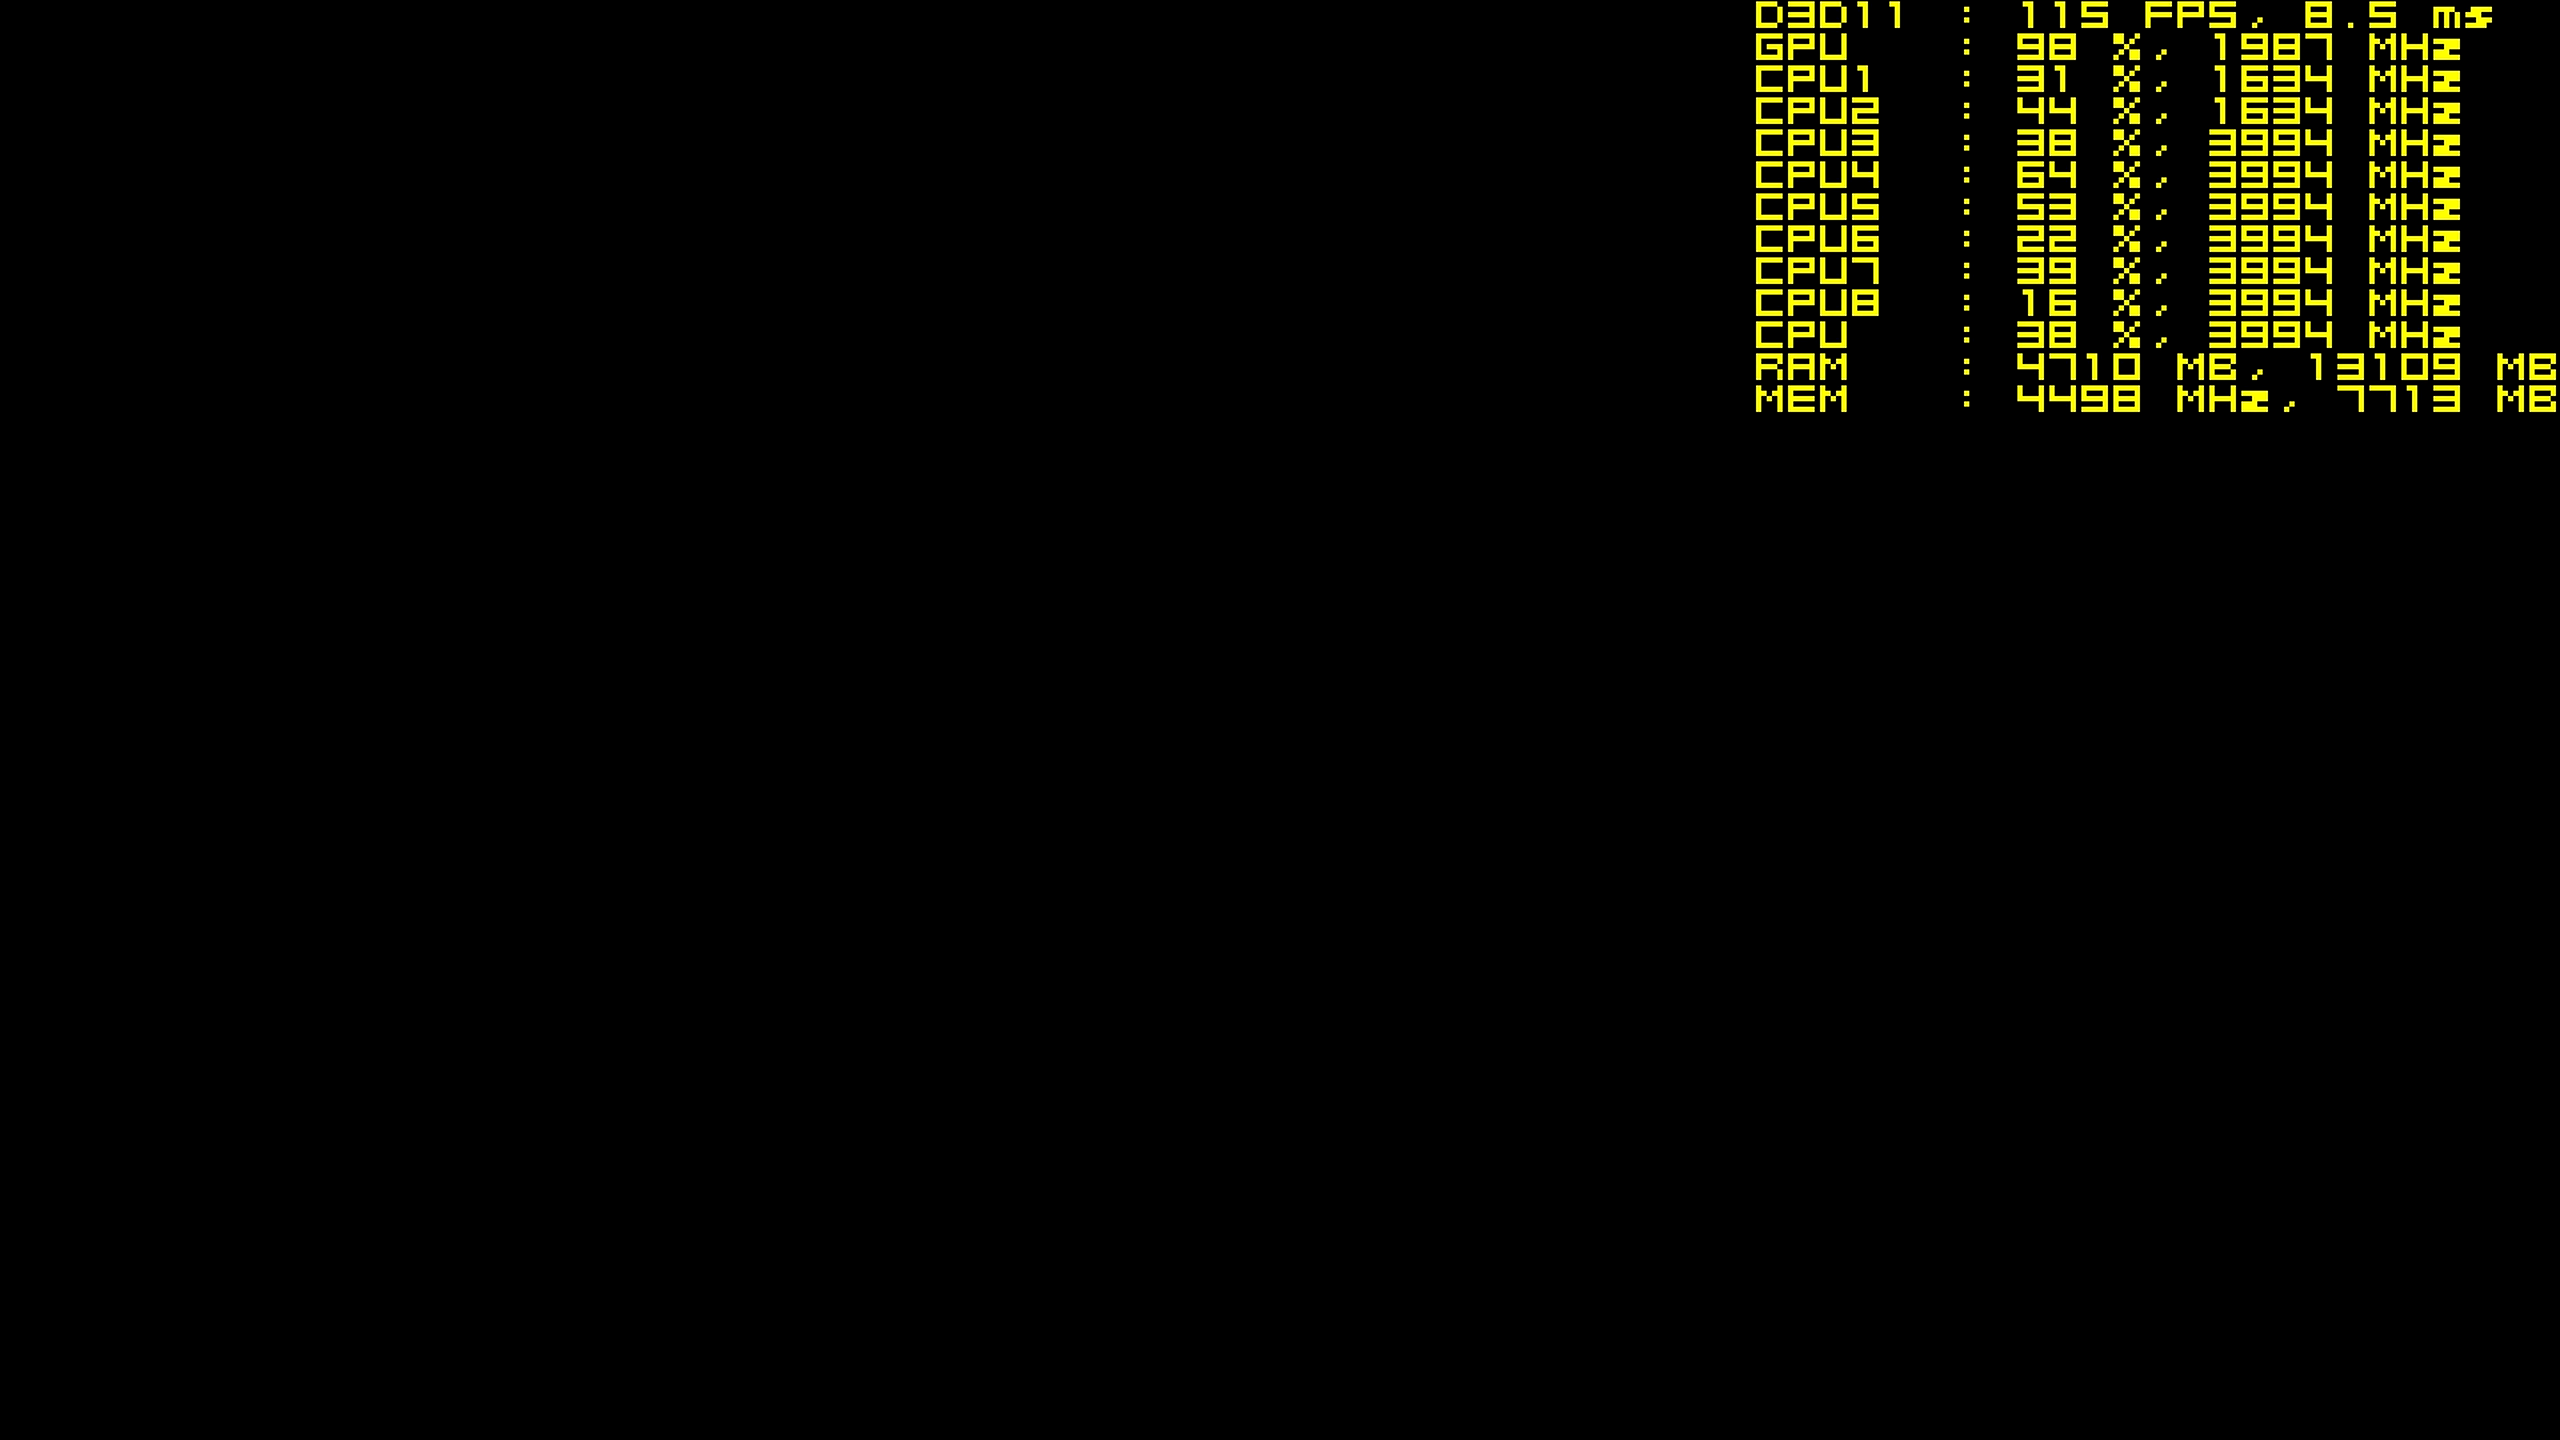 D3D11 : 115 FPS, 8.5 ms
GPU : 98 %, 1987 MHz
CPU1 : 31 %, 1634 MHz
CPU2 : 44 %, 1634 MHz
CPU3 : 38 %, 3994 MHz
CPU4 : 64 %, 3994 MHz
CPU5 : 53 %, 3994 MHz
CPU6 : 22 %, 3994 MHz
CPU7 : 39 %, 3994 MHz
CPU8 : 16 %, 3994 MHz
CPU : 38 %, 3994 MHz
RAM : 4710 MB, 13109 MB
MEM : 4498 MHz, 7713 MB